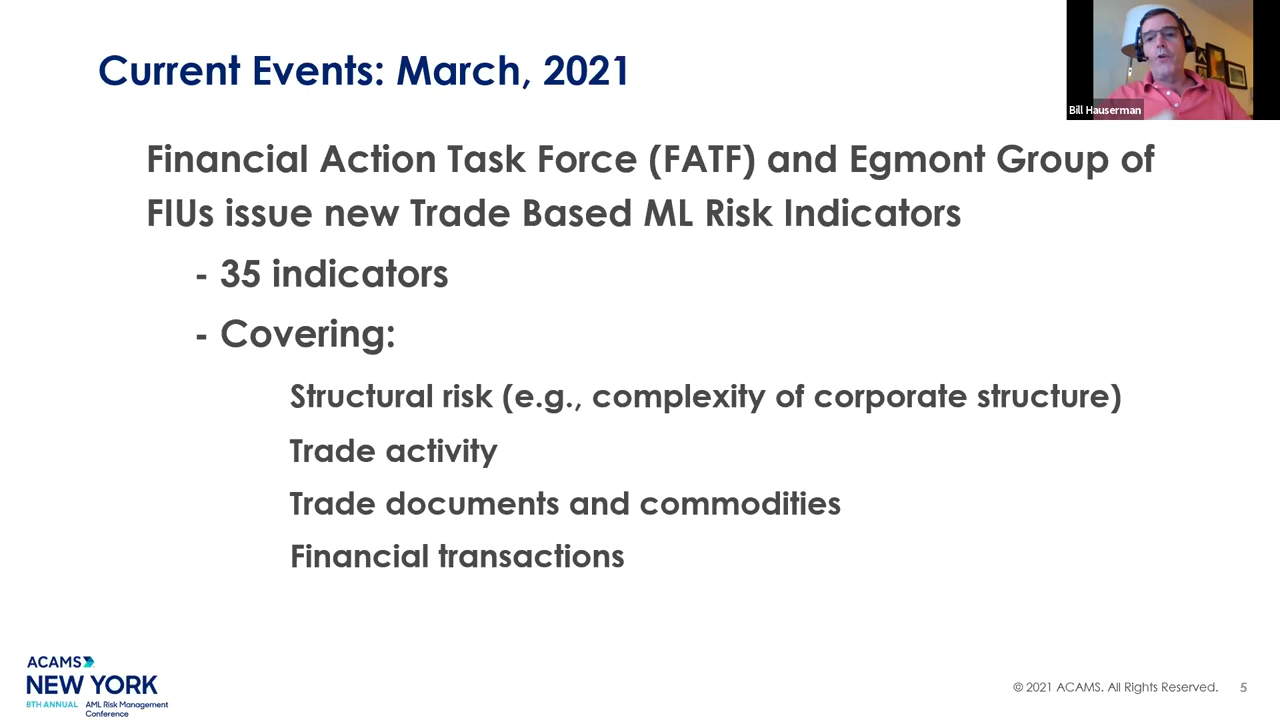 Current Events: March, 2021
Bill Hauserman
Financial Action Task Force (FATF) and Egmont Group of
FIUs issue new Trade Based ML Risk Indicators
- 35 indicators
- Covering:
Structural risk (e.g., complexity of corporate structure)
Trade activity
Trade documents and commodities
Financial transactions
ACAMS
NEW YORK
8TH ANNUAL AML Risk Management
Conference
© 2021 ACAMS. All Rights Reserved. 5